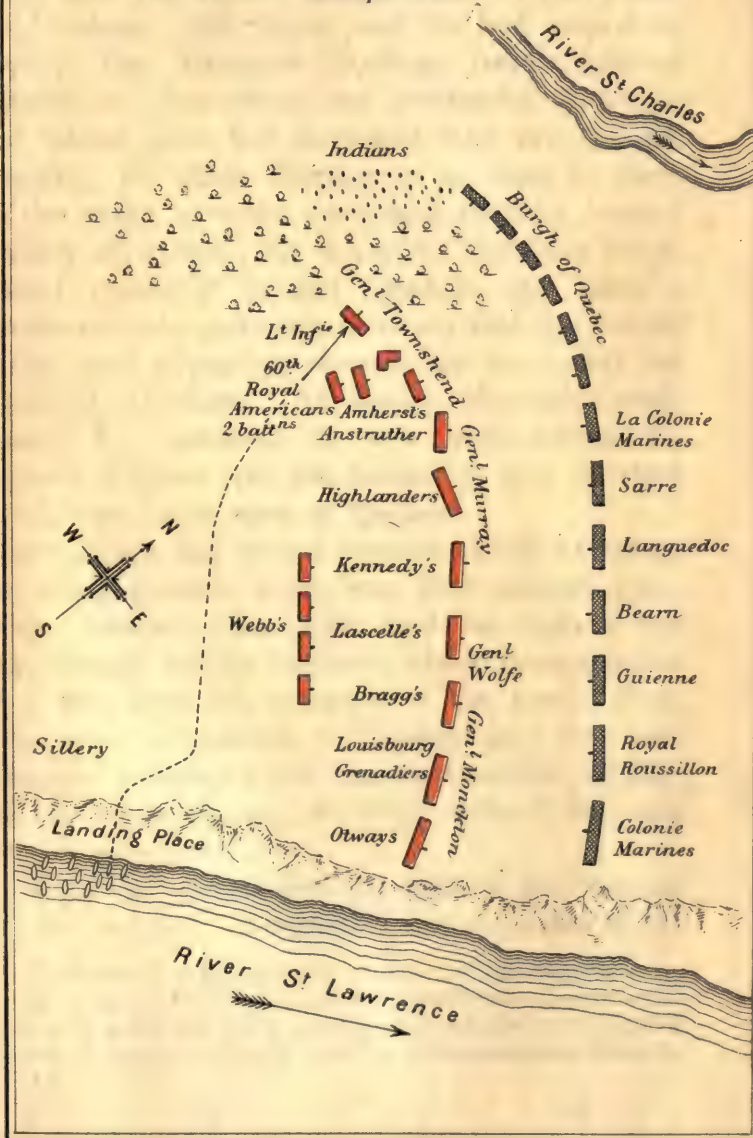 River St. Charles
Indians
Burgh of Quebec
Genl. Townshend
Lt Infie
60th
Royal
Americans
2 battns
Amherst's
Anstruther
Genl. Murray
La Colonie
Marines
Highlanders
Sarre
N
W
E
S
Kennedy's
Languedoc
Webb's
Lascelle's
Bearn
Genl.
Wolfe
Bragg's
Guienne
Sillery
Louisbourg
Grenadiers
Genl. Monckton
Royal
Roussillon
Landing Place
Otways
Colonie
Marines
River St Lawrence